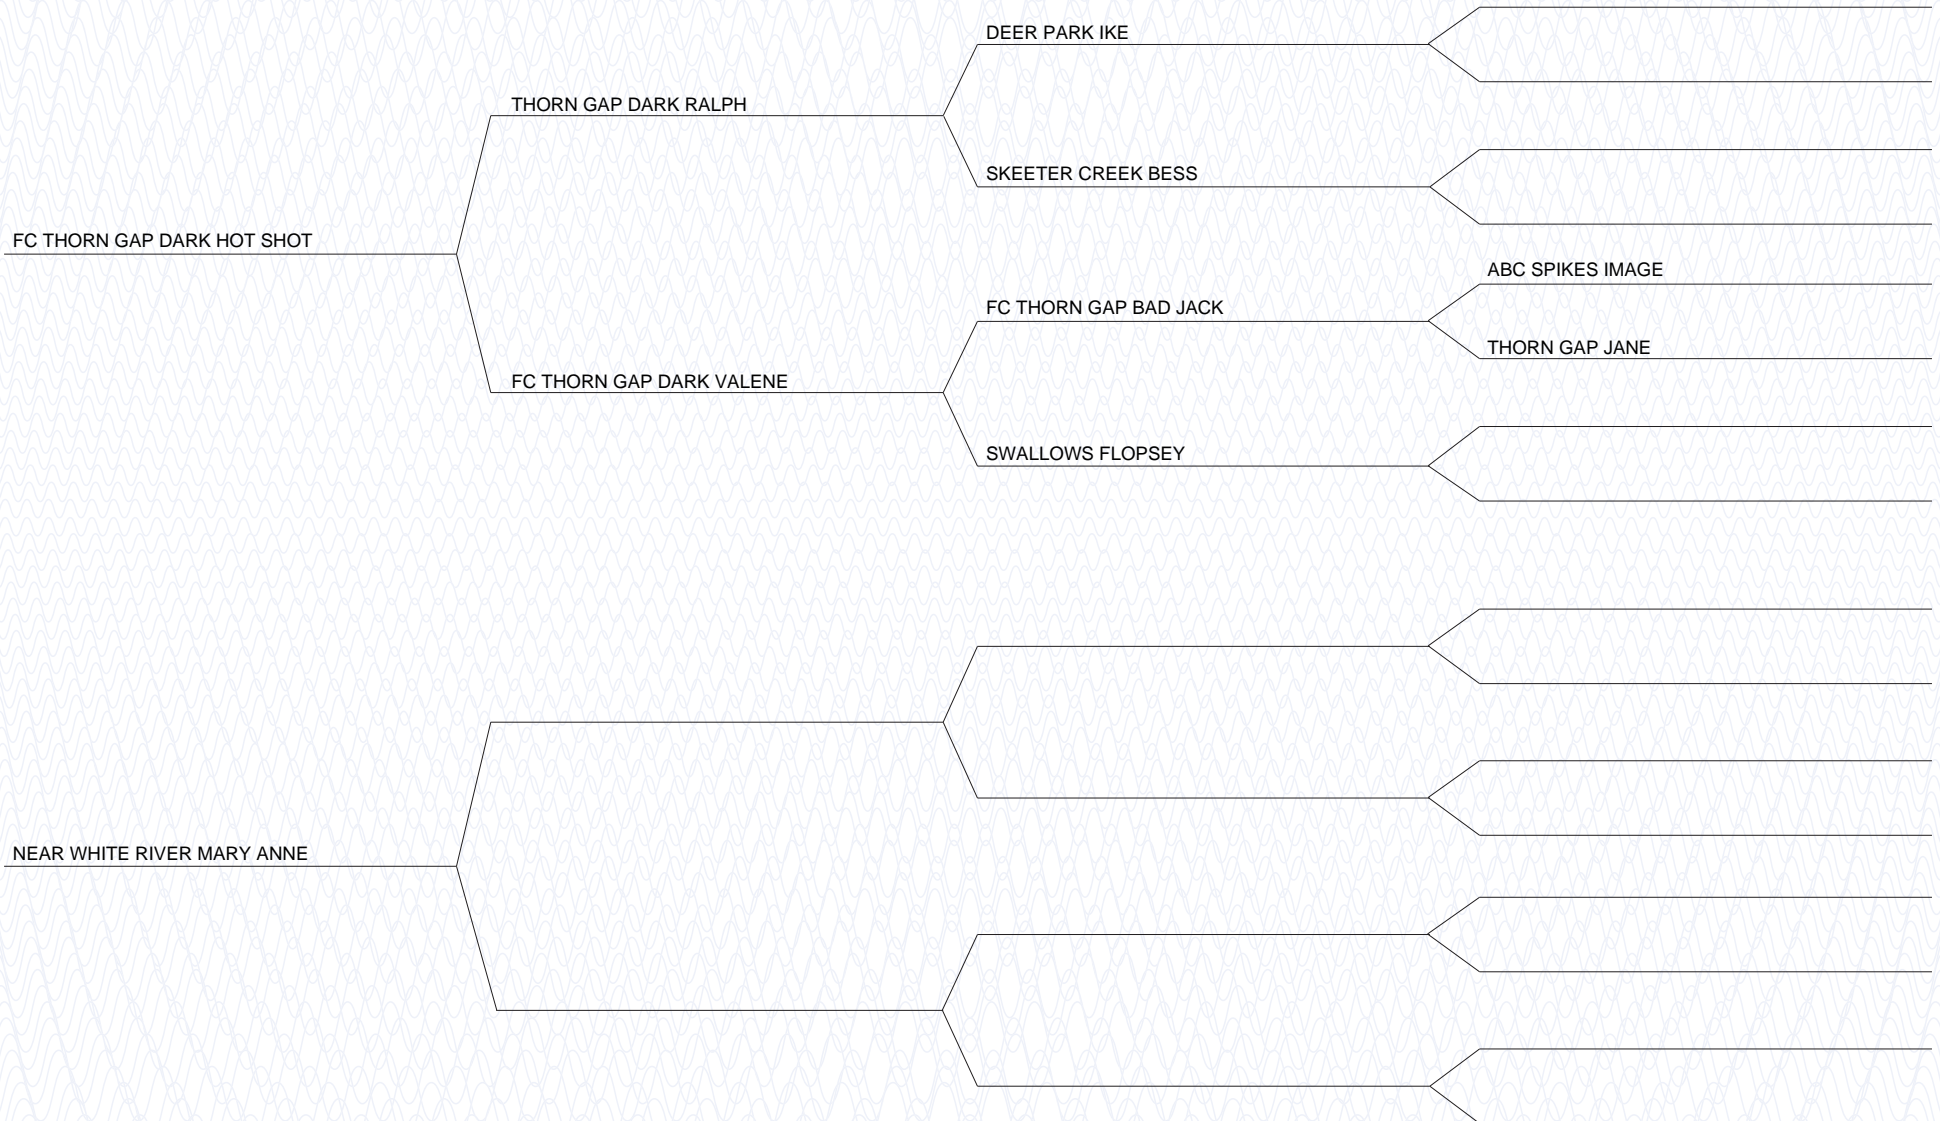 DEER PARK IKE
THORN GAP DARK RALPH
SKEETER CREEK BESS
FC THORN GAP DARK HOT SHOT
ABC SPIKES IMAGE
FC THORN GAP BAD JACK
THORN GAP JANE
FC THORN GAP DARK VALENE
SWALLOWS FLOPSEY
NEAR WHITE RIVER MARY ANNE